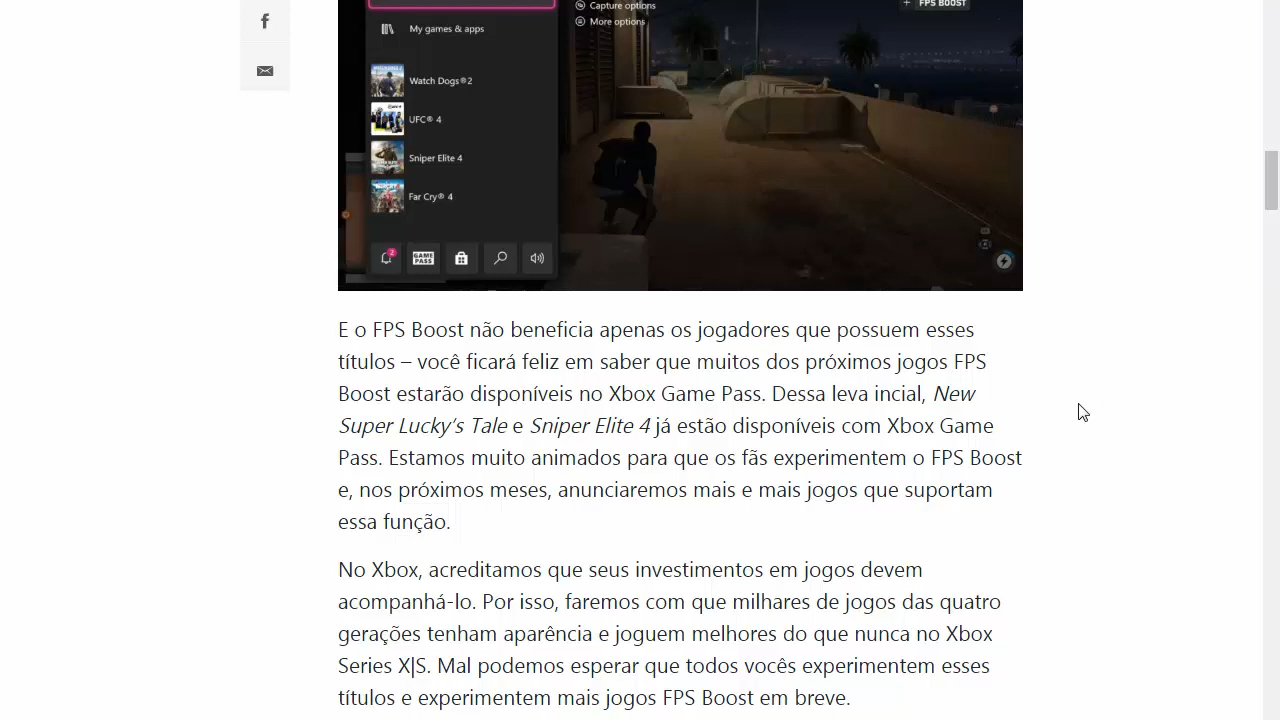 Capture options
More options
+ FPS BOOST
My games & apps
Watch Dogs®2
UFC® 4
Sniper Elite 4
Far Cry® 4
2
GAME
PASS
E o FPS Boost não beneficia apenas os jogadores que possuem esses
títulos – você ficará feliz em saber que muitos dos próximos jogos FPS
Boost estarão disponíveis no Xbox Game Pass. Dessa leva incial, New
Super Lucky’s Tale e Sniper Elite 4 já estão disponíveis com Xbox Game
Pass. Estamos muito animados para que os fãs experimentem o FPS Boost
e, nos próximos meses, anunciaremos mais e mais jogos que suportam
essa função.
No Xbox, acreditamos que seus investimentos em jogos devem
acompanhá-lo. Por isso, faremos com que milhares de jogos das quatro
gerações tenham aparência e joguem melhores do que nunca no Xbox
Series X|S. Mal podemos esperar que todos vocês experimentem esses
títulos e experimentem mais jogos FPS Boost em breve.